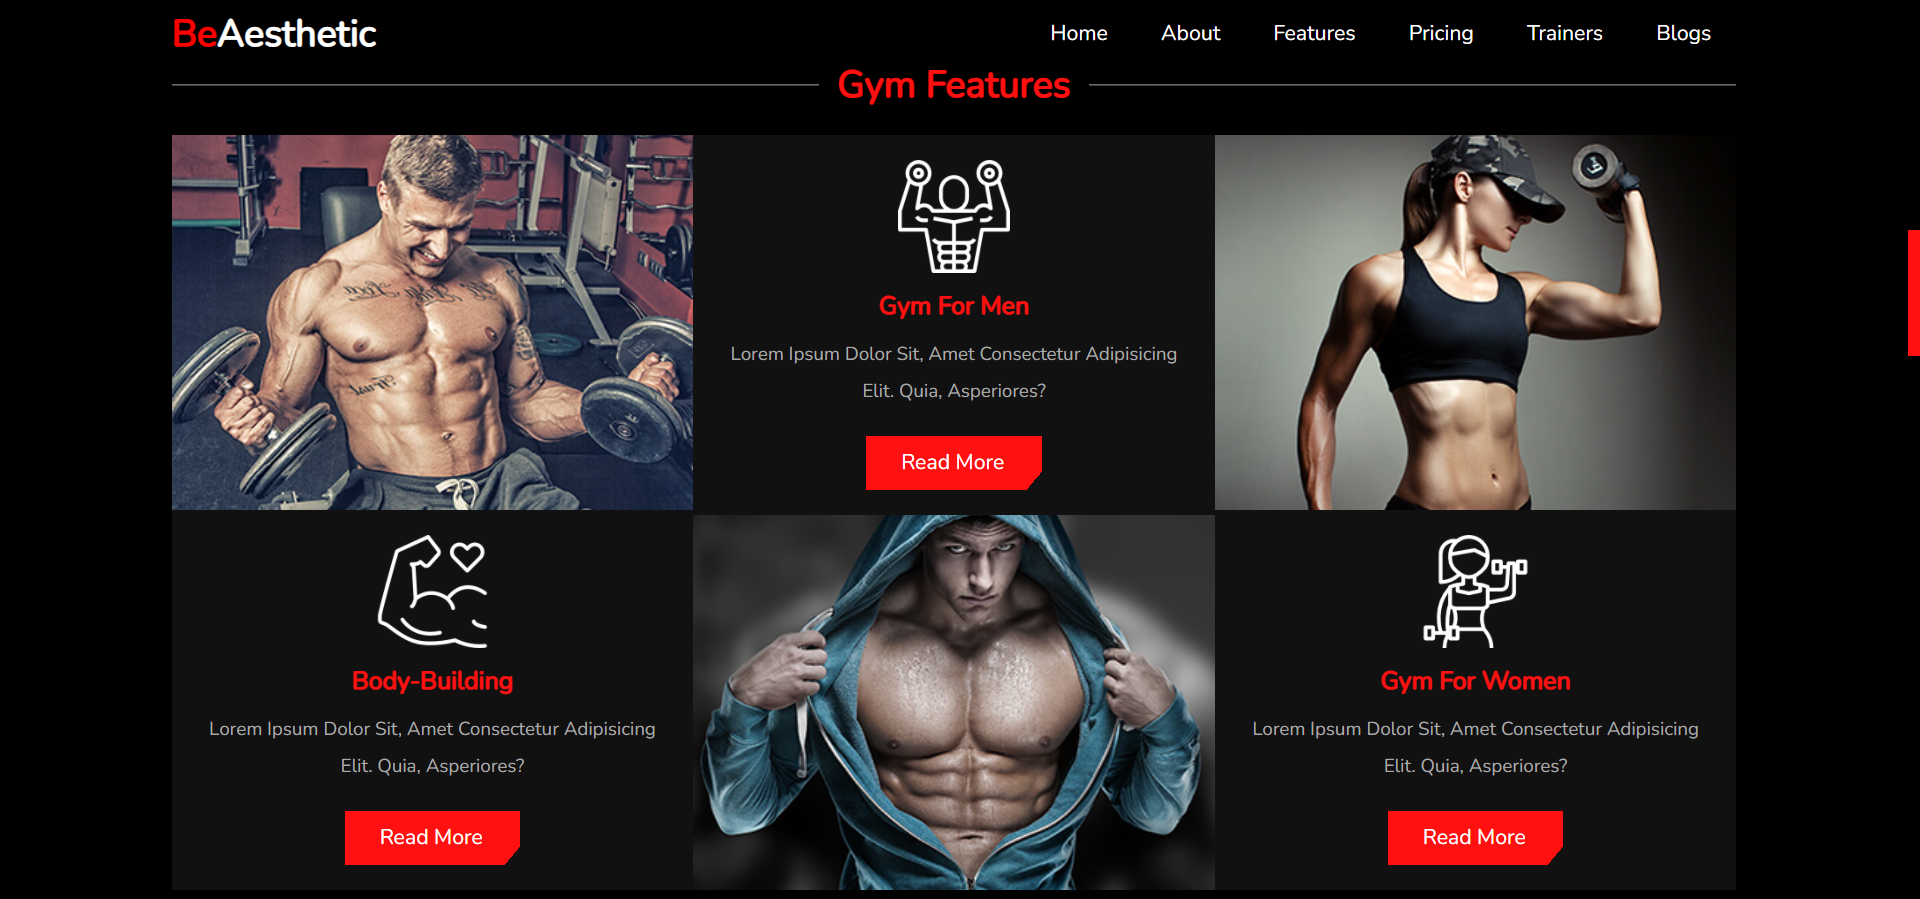 BeAesthetic
Home About Features Pricing Trainers Blogs
Gym Features
Gym For Men
Lorem Ipsum Dolor Sit, Amet Consectetur Adipisicing
Elit. Quia, Asperiores?
Read More
Body-Building
Lorem Ipsum Dolor Sit, Amet Consectetur Adipisicing
Elit. Quia, Asperiores?
Read More
Gym For Women
Lorem Ipsum Dolor Sit, Amet Consectetur Adipisicing
Elit. Quia, Asperiores?
Read More